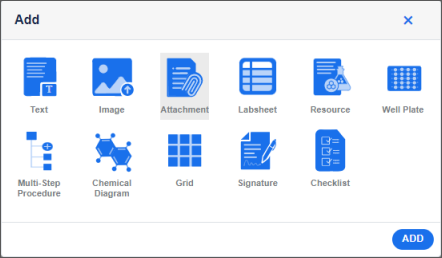 Add
Text
Image
Attachment
Labsheet
Resource
Well Plate
Multi-Step
Procedure
Chemical
Diagram
Grid
Signature
Checklist
ADD